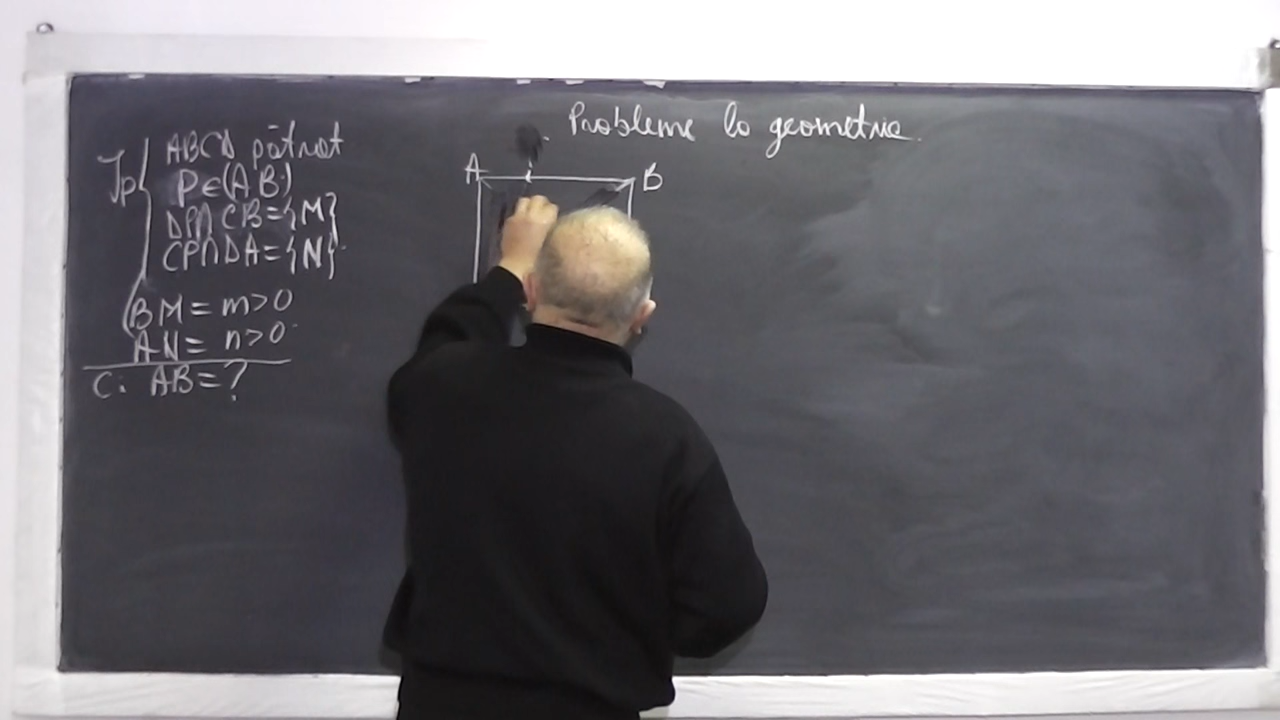 Probleme la geometrie.
Ip
ABCD pătrat
P∈(AB)
DP∩CB={M}
CP∩DA={N}
BM = m>0
AN = n>0
C: AB=?
A
B